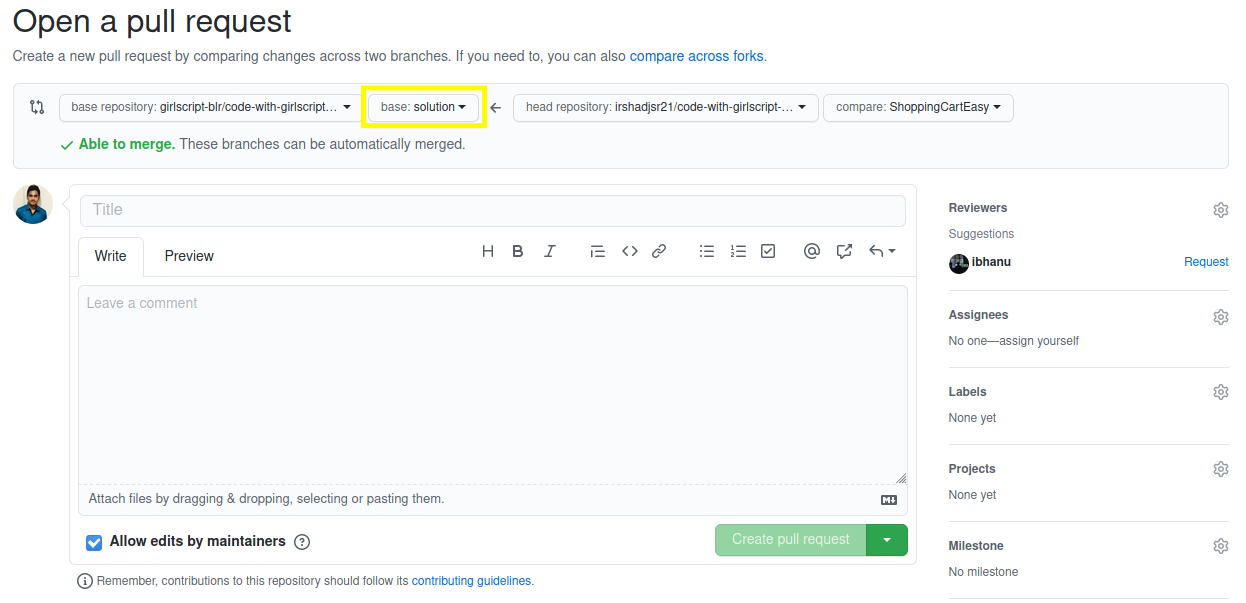 Open a pull request
Create a new pull request by comparing changes across two branches. If you need to, you can also compare across forks.
base repository: girlscript-blr/code-with-girlscript... base: solution head repository: irshadjsr21/code-with-girlscript-... compare: ShoppingCartEasy
Able to merge. These branches can be automatically merged.
Title
Write Preview
Leave a comment
Attach files by dragging & dropping, selecting or pasting them.
Allow edits by maintainers
Create pull request
Remember, contributions to this repository should follow its contributing guidelines.
Reviewers
Suggestions
ibhanu Request
Assignees
No one—assign yourself
Labels
None yet
Projects
None yet
Milestone
No milestone